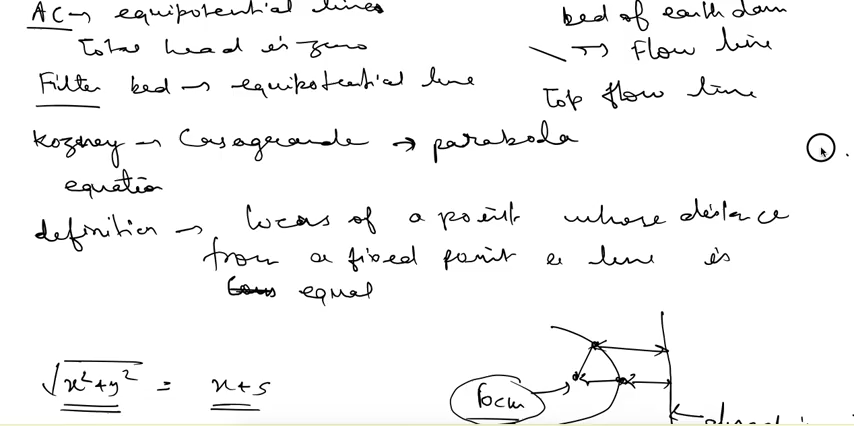 AC → equipotential lines
Total head is zero
Filter bed → equipotential line
bed of earth dam
→ Flow line
Top flow line
Kozney → Casagrande → parabola
equation
definition → locus of a point whose distance
from a fixed point & line is
equal
√x²+y² = x+s
focus